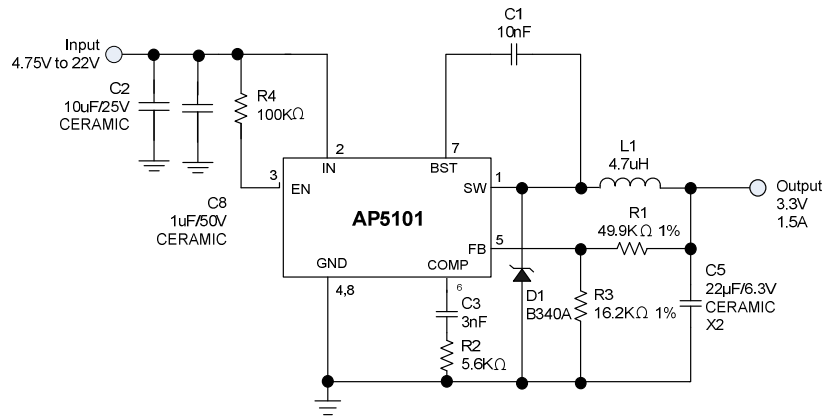 C1
10nF
Input
4.75V to 22V
C2
10uF/25V
CERAMIC
R4
100KΩ
2
7
IN
BST
L1
4.7uH
3
EN
SW
1
Output
3.3V
1.5A
C8
1uF/50V
CERAMIC
AP5101
R1
49.9KΩ 1%
FB
5
GND
COMP
4,8
6
C3
3nF
D1
B340A
R3
16.2KΩ 1%
C5
22µF/6.3V
CERAMIC
X2
R2
5.6KΩ